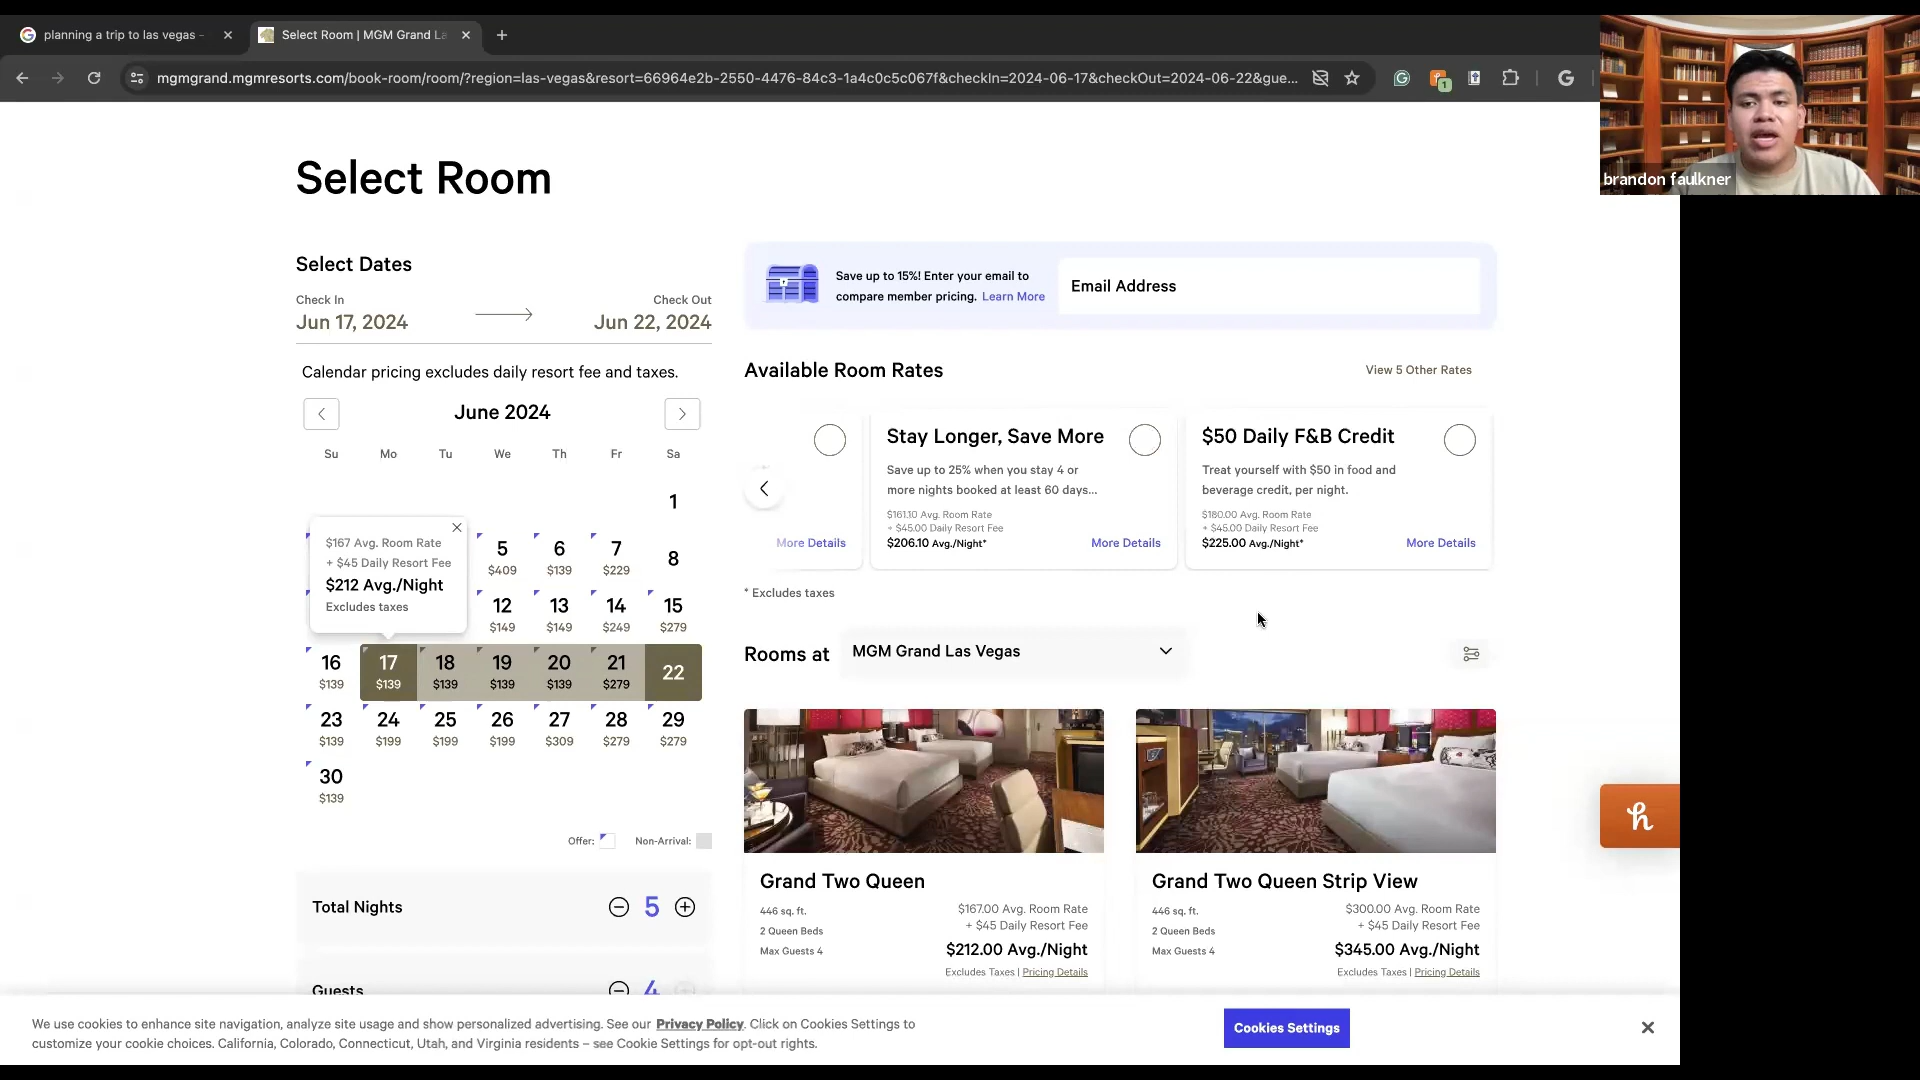 planning a trip to las vegas -
Select Room | MGM Grand La
mgmgrand.mgmresorts.com/book-room/room/?region=las-vegas&resort=66964e2b-2550-4476-84c3-1a4c0c5c067f&checkIn=2024-06-17&checkOut=2024-06-22&gue...
1
brandon faulkner
Select Room
Select Dates
Check In
Check Out
Jun 17, 2024
Jun 22, 2024
Calendar pricing excludes daily resort fee and taxes.
June 2024
Su Mo Tu We Th Fr Sa
1
$167 Avg. Room Rate
+ $45 Daily Resort Fee
$212 Avg./Night
Excludes taxes
5 6 7 8
$409 $139 $229
12 13 14 15
$149 $149 $249 $279
16 17 18 19 20 21 22
$139 $139 $139 $139 $139 $279
23 24 25 26 27 28 29
$139 $199 $199 $199 $309 $279 $279
30
$139
Offer:
Non-Arrival:
Total Nights
5
Guests
4
Save up to 15%! Enter your email to
compare member pricing. Learn More
Email Address
Available Room Rates
View 5 Other Rates
More Details
Stay Longer, Save More
Save up to 25% when you stay 4 or
more nights booked at least 60 days...
$161.10 Avg. Room Rate
+ $45.00 Daily Resort Fee
$206.10 Avg./Night*
More Details
$50 Daily F&B Credit
Treat yourself with $50 in food and
beverage credit, per night.
$180.00 Avg. Room Rate
+ $45.00 Daily Resort Fee
$225.00 Avg./Night*
More Details
* Excludes taxes
Rooms at
MGM Grand Las Vegas
Grand Two Queen
446 sq. ft.
2 Queen Beds
Max Guests 4
$167.00 Avg. Room Rate
+ $45 Daily Resort Fee
$212.00 Avg./Night
Excludes Taxes | Pricing Details
Grand Two Queen Strip View
446 sq. ft.
2 Queen Beds
Max Guests 4
$300.00 Avg. Room Rate
+ $45 Daily Resort Fee
$345.00 Avg./Night
Excludes Taxes | Pricing Details
We use cookies to enhance site navigation, analyze site usage and show personalized advertising. See our Privacy Policy. Click on Cookies Settings to
customize your cookie choices. California, Colorado, Connecticut, Utah, and Virginia residents – see Cookie Settings for opt-out rights.
Cookies Settings